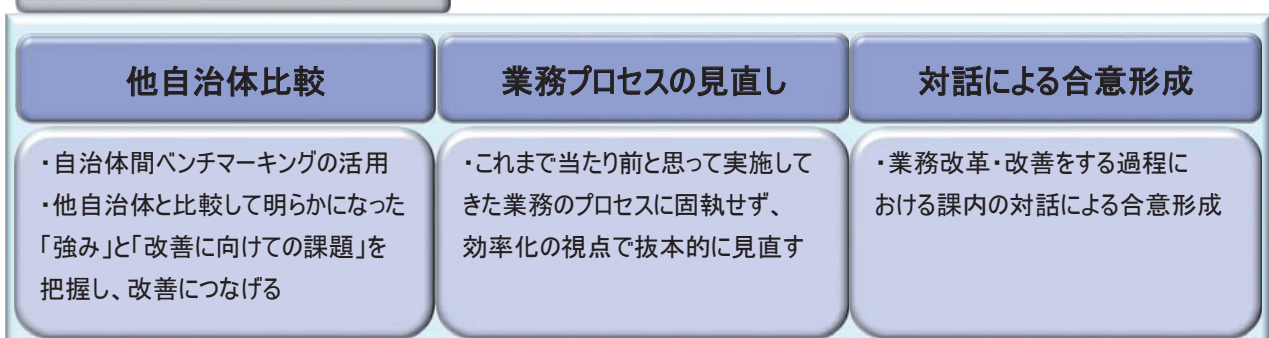 他自治体比較
・自治体間ベンチマーキングの活用
・他自治体と比較して明らかになった
「強み」と「改善に向けての課題」を
把握し、改善につなげる
業務プロセスの見直し
・これまで当たり前と思って実施して
きた業務のプロセスに固執せず、
効率化の視点で抜本的に見直す
対話による合意形成
・業務改革・改善をする過程に
おける課内の対話による合意形成